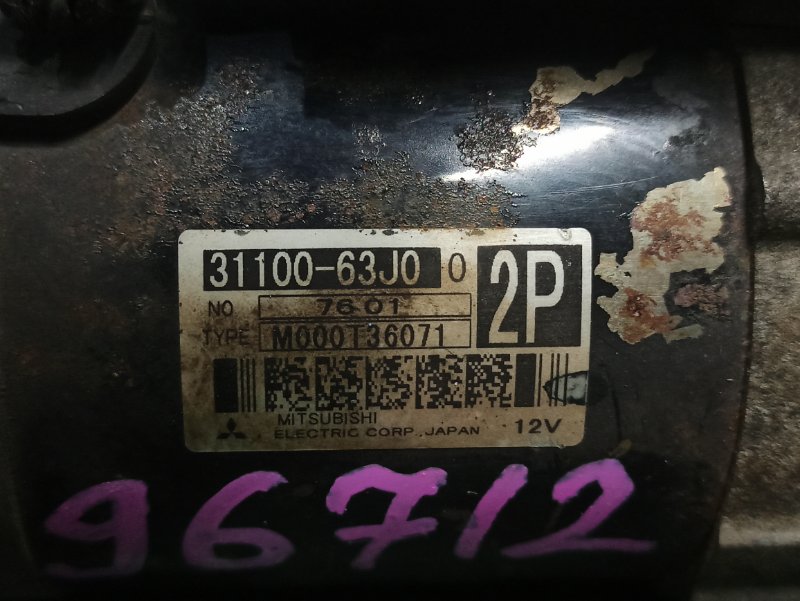 31100-63J0 0
2P
NO 7601
TYPE M000T36071
MITSUBISHI
ELECTRIC CORP., JAPAN 12V
96712